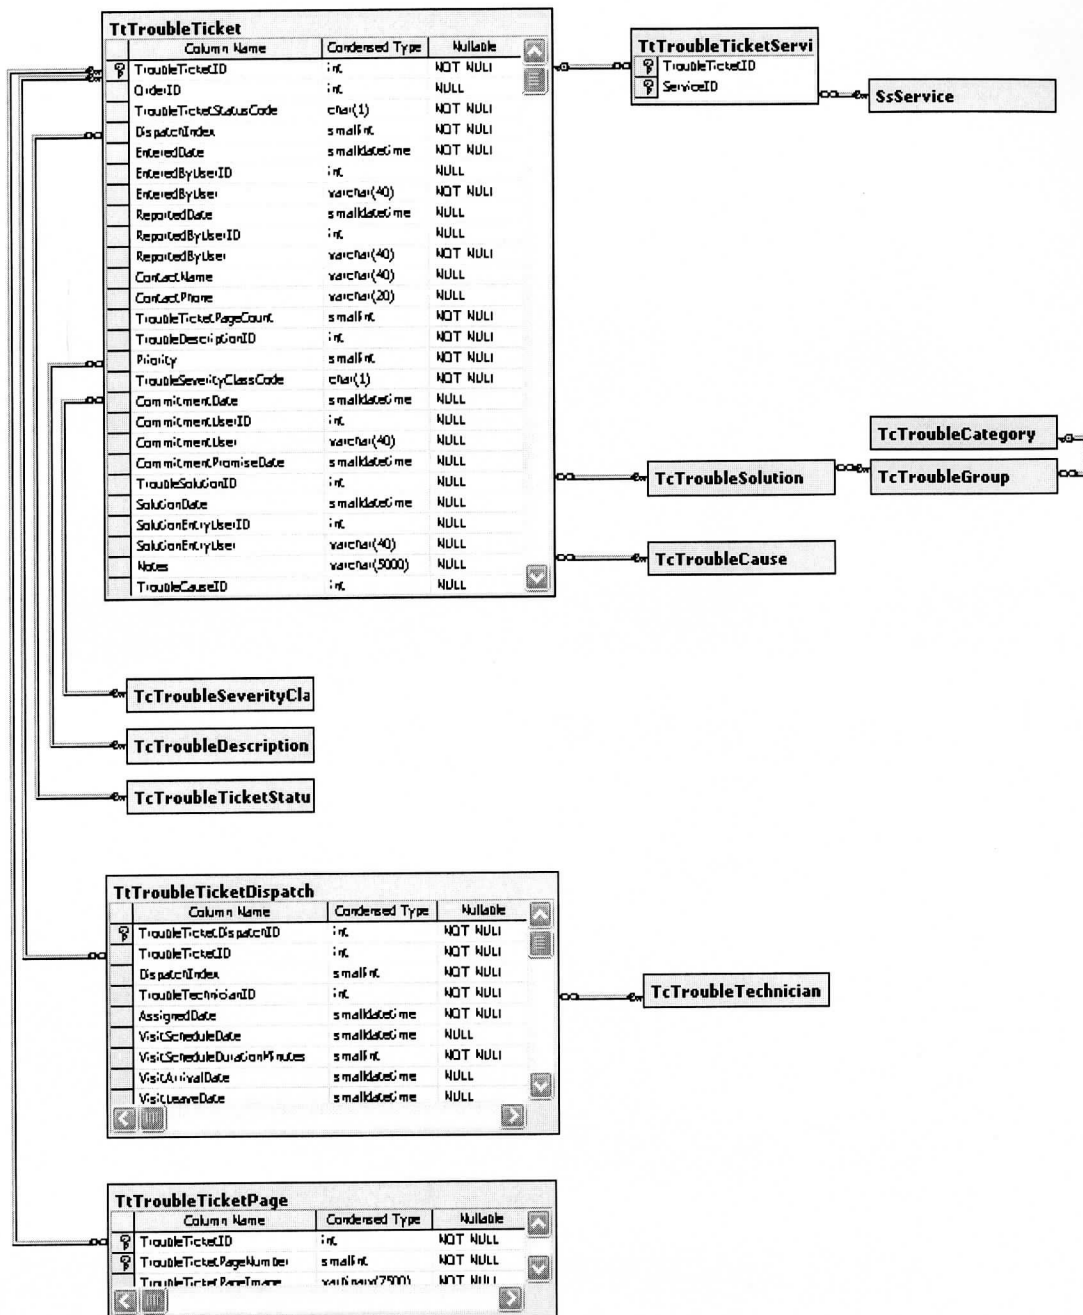 TtTroubleTicket
Column Name Condensed Type Nullable
TroubleTicketID int NOT NULL
OrderID int NULL
TroubleTicketStatusCode char(1) NOT NULL
DispatchIndex smallint NOT NULL
EnteredDate smalldatetime NOT NULL
EnteredByUserID int NULL
EnteredByUser varchar(40) NOT NULL
ReportedDate smalldatetime NULL
ReportedByUserID int NULL
ReportedByUser varchar(40) NOT NULL
ContactName varchar(40) NULL
ContactPhone varchar(20) NULL
TroubleTicketPageCount smallint NOT NULL
TroubleDescriptionID int NOT NULL
Priority smallint NOT NULL
TroubleSeverityClassCode char(1) NOT NULL
CommitmentDate smalldatetime NULL
CommitmentUserID int NULL
CommitmentUser varchar(40) NULL
CommitmentPromiseDate smalldatetime NULL
TroubleSolutionID int NULL
SolutionDate smalldatetime NULL
SolutionEntryUserID int NULL
SolutionEntryUser varchar(40) NULL
Notes varchar(5000) NULL
TroubleCauseID int NULL
TtTroubleTicketServi
TroubleTicketID
ServiceID
SsService
TcTroubleCategory
TcTroubleSolution
TcTroubleGroup
TcTroubleCause
TcTroubleSeverityCla
TcTroubleDescription
TcTroubleTicketStatu
TtTroubleTicketDispatch
Column Name Condensed Type Nullable
TroubleTicketDispatchID int NOT NULL
TroubleTicketID int NOT NULL
DispatchIndex smallint NOT NULL
TroubleTechnicianID int NOT NULL
AssignedDate smalldatetime NOT NULL
VisitScheduleDate smalldatetime NULL
VisitScheduleDurationMinutes smallint NOT NULL
VisitArrivalDate smalldatetime NULL
VisitLeaveDate smalldatetime NULL
TcTroubleTechnician
TtTroubleTicketPage
Column Name Condensed Type Nullable
TroubleTicketID int NOT NULL
TroubleTicketPageNumber smallint NOT NULL
TroubleTicketPageImage varbinary(7500) NOT NULL